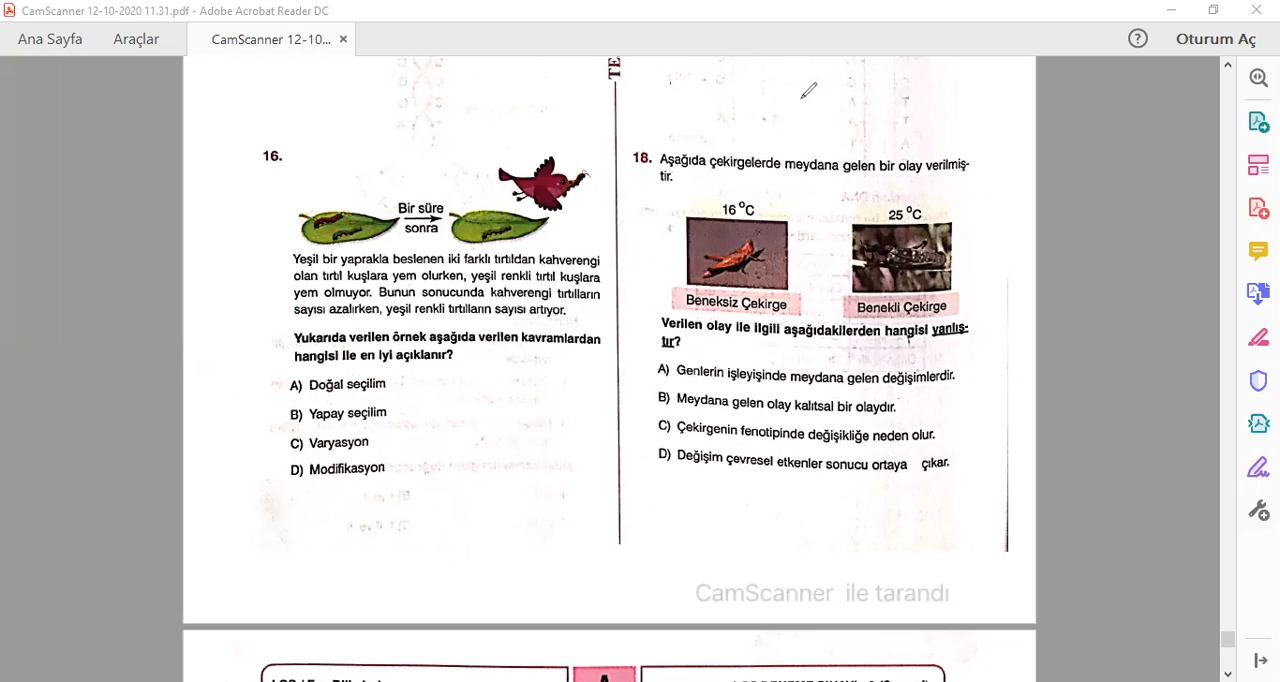 CamScanner 12-10-2020 11.31.pdf - Adobe Acrobat Reader DC
Ana Sayfa
Araçlar
CamScanner 12-10...
Oturum Aç
TE
16.
Bir süre
sonra
Yeşil bir yaprakla beslenen iki farklı tırtıldan kahverengi
olan tırtıl kuşlara yem olurken, yeşil renkli tırtıl kuşlara
yem olmuyor. Bunun sonucunda kahverengi tırtılların
sayısı azalırken, yeşil renkli tırtılların sayısı artıyor.
Yukarıda verilen örnek aşağıda verilen kavramlardan
hangisi ile en iyi açıklanır?
A) Doğal seçilim
B) Yapay seçilim
C) Varyasyon
D) Modifikasyon
18. Aşağıda çekirgelerde meydana gelen bir olay verilmiş-
tir.
16 °C
25 °C
Beneksiz Çekirge
Benekli Çekirge
Verilen olay ile ilgili aşağıdakilerden hangisi yanlış-
tır?
A) Genlerin işleyişinde meydana gelen değişimlerdir.
B) Meydana gelen olay kalıtsal bir olaydır.
C) Çekirgenin fenotipinde değişikliğe neden olur.
D) Değişim çevresel etkenler sonucu ortaya çıkar.
CamScanner ile tarandı
A